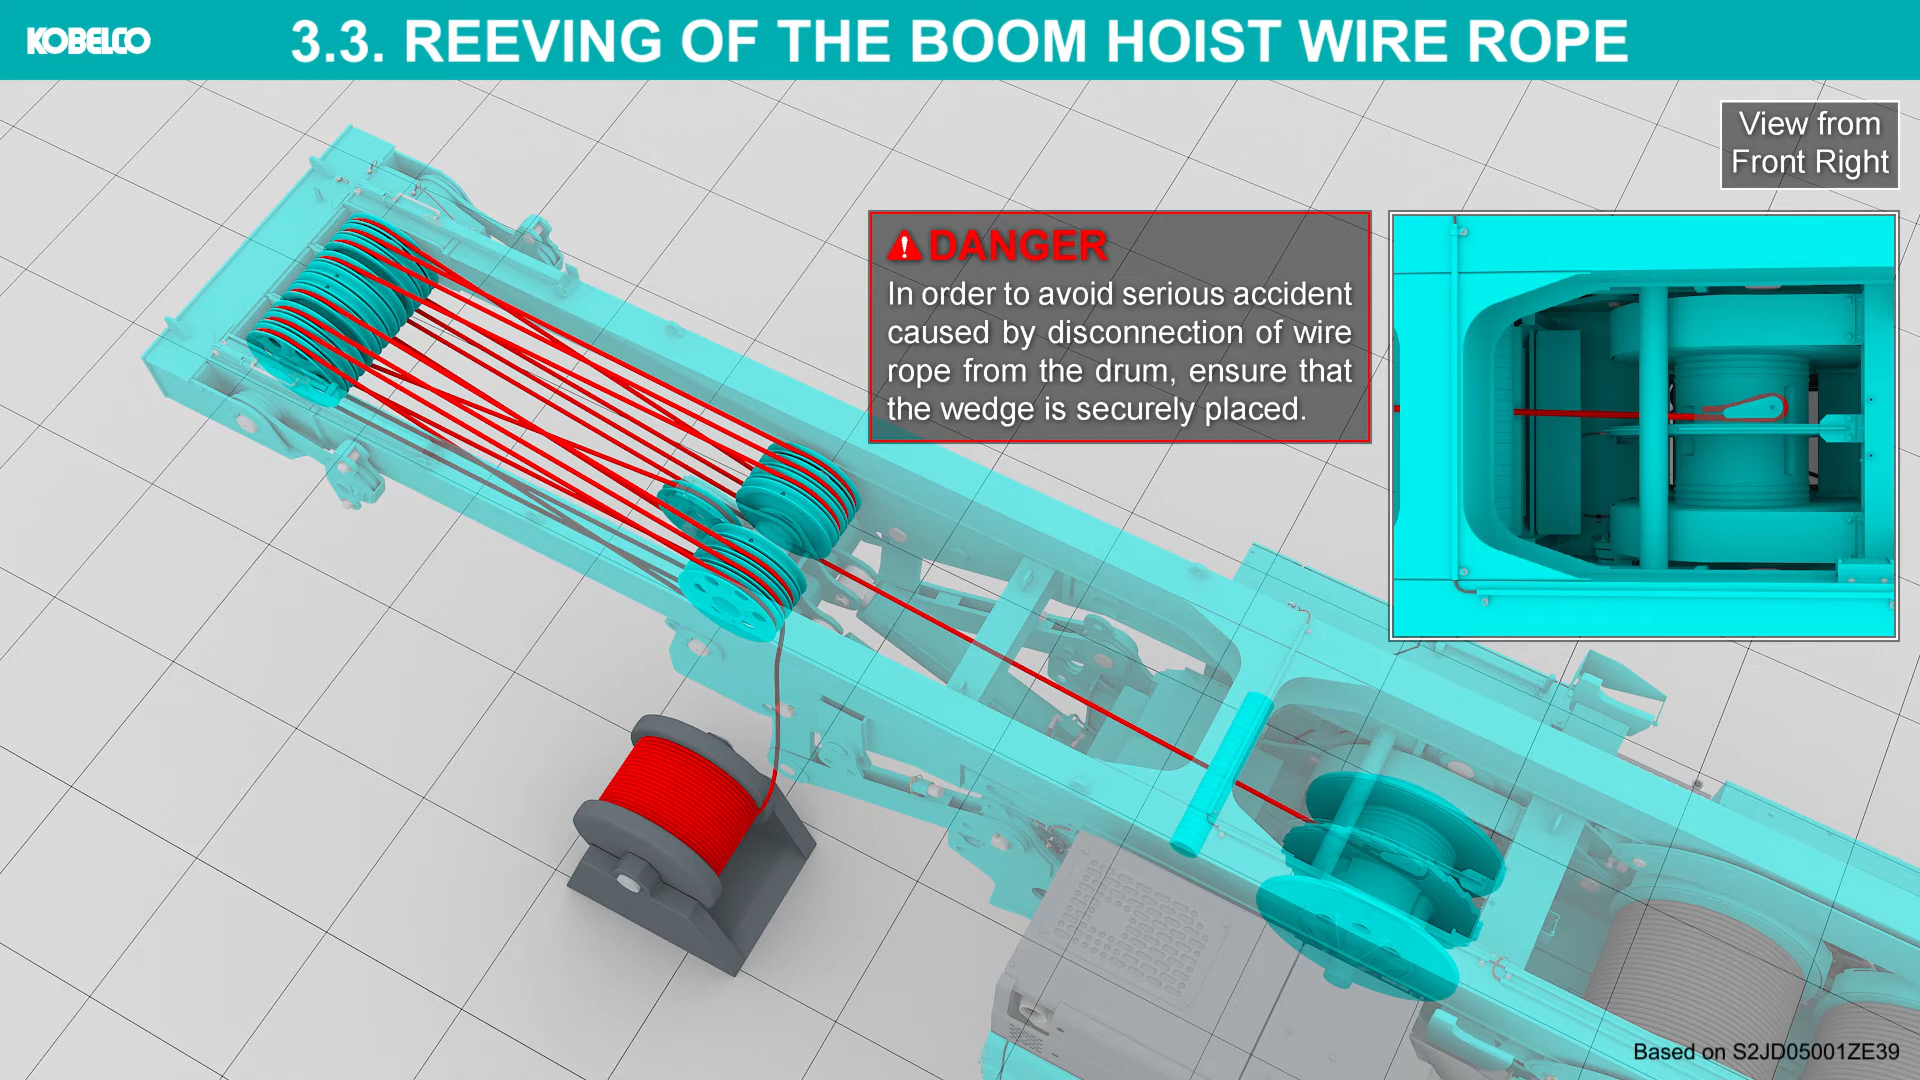 KOBELCO
3.3. REEVING OF THE BOOM HOIST WIRE ROPE
View from
Front Right
DANGER
In order to avoid serious accident
caused by disconnection of wire
rope from the drum, ensure that
the wedge is securely placed.
Based on S2JD05001ZE39